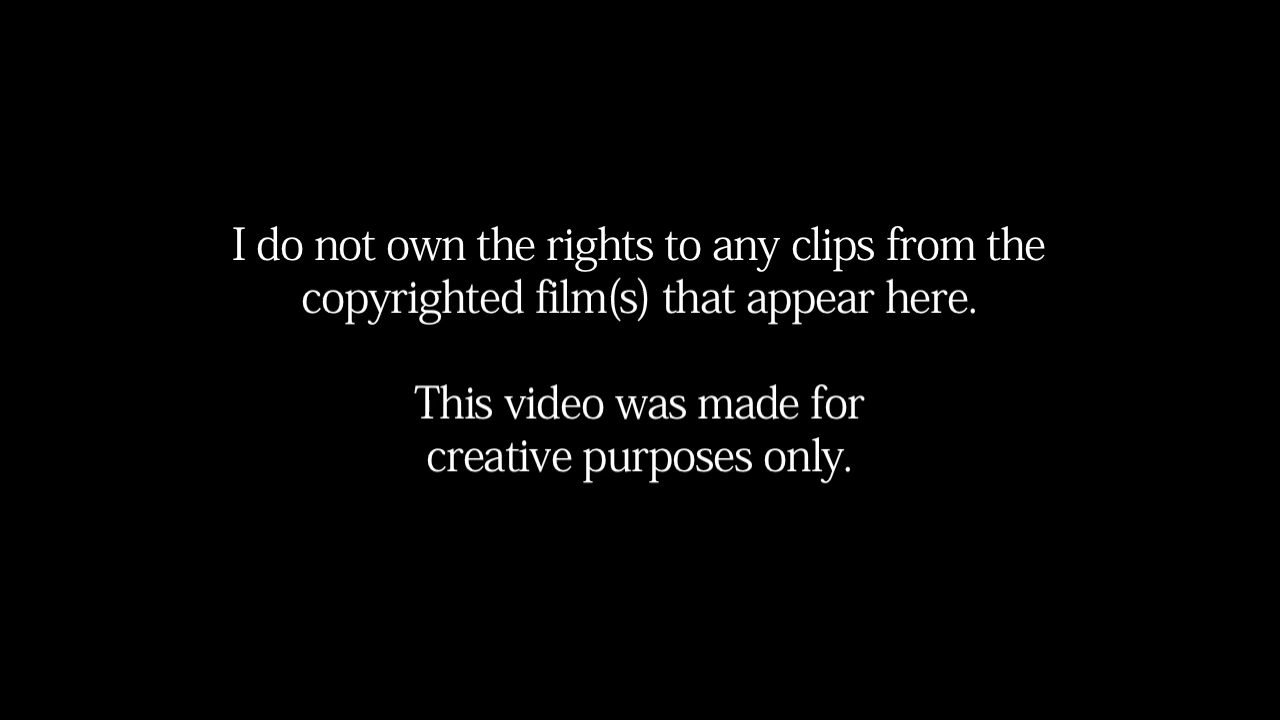 I do not own the rights to any clips from the
copyrighted film(s) that appear here.
This video was made for
creative purposes only.